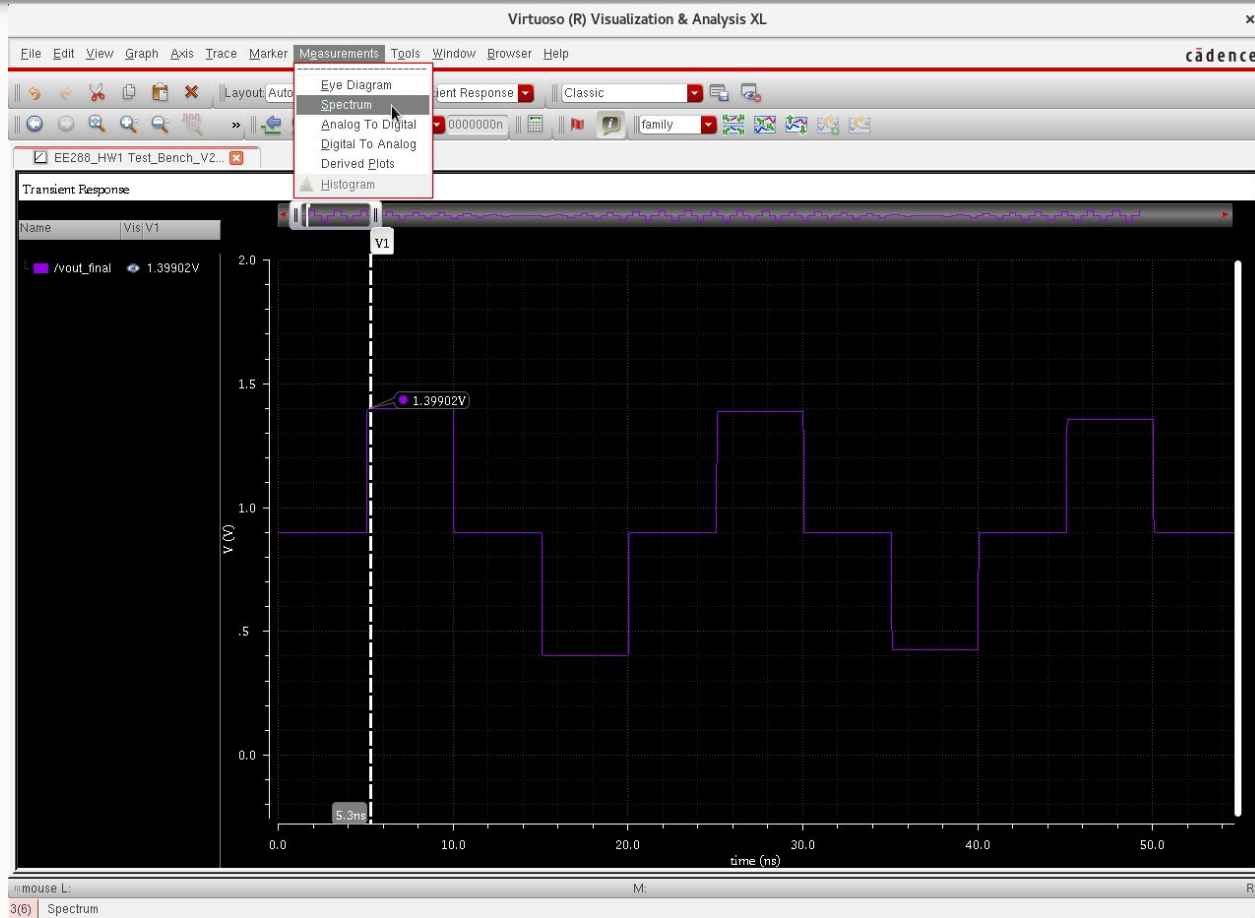 Virtuoso (R) Visualization & Analysis XL ×
File Edit View Graph Axis Trace Marker Measurements Tools Window Browser Help cādence
Layout: Auto ient Response Classic
» 0000000n family
Eye Diagram
Spectrum
Analog To Digital
Digital To Analog
Derived Plots
Histogram
EE288_HW1 Test_Bench_V2...
Transient Response
Name Vis V1
/vout_final 1.39902V
V1
2.0
1.5
1.39902V
1.0
V (V)
.5
0.0
5.3ns
0.0 10.0 20.0 30.0 40.0 50.0
time (ns)
mouse L: M: R
3(6) Spectrum